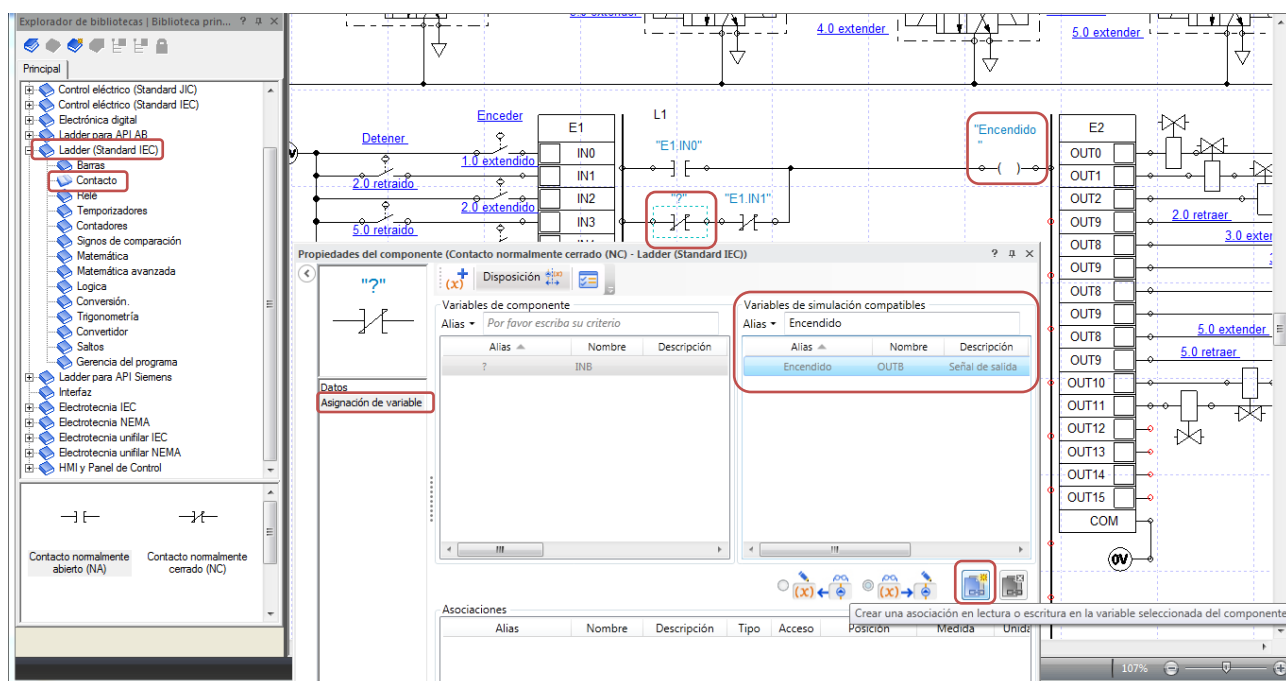 Explorador de bibliotecas | Biblioteca prin... ?
Principal
Control eléctrico (Standard JIC)
Control eléctrico (Standard IEC)
Electrónica digital
Ladder para API AB
Ladder (Standard IEC)
Barras
Contacto
Relé
Temporizadores
Contadores
Signos de comparación
Matemática
Matemática avanzada
Logica
Conversión.
Trigonometría
Convertidor
Saltos
Gerencia del programa
Ladder para API Siemens
Interfaz
Electrotecnia IEC
Electrotecnia NEMA
Electrotecnia unifilar IEC
Electrotecnia unifilar NEMA
HMI y Panel de Control
Contacto normalmente abierto (NA)
Contacto normalmente cerrado (NC)
4.0 extender
5.0 extender
Detener
Enceder
1.0 extendido
2.0 retraido
2.0 extendido
5.0 retraido
E1
IN0
IN1
IN2
IN3
L1
"E1.IN0"
"?"
"E1.IN1"
"Encendido
"
( )
E2
OUT0
OUT1
OUT2
OUT9
OUT8
OUT9
OUT8
OUT9
OUT8
OUT9
OUT10
OUT11
OUT12
OUT13
OUT14
OUT15
COM
0V
2.0 retraer
3.0 exter
5.0 extender
5.0 retraer
Propiedades del componente (Contacto normalmente cerrado (NC) - Ladder (Standard IEC)) ?
"?"
Datos
Asignación de variable
(x)
Disposición
Variables de componente
Alias Por favor escriba su criterio
Alias Nombre Descripción
? INB
Variables de simulación compatibles
Alias Encendido
Alias Nombre Descripción
Encendido OUTB Señal de salida
(x)
(x)
Crear una asociación en lectura o escritura en la variable seleccionada del componente
Asociaciones
Alias Nombre Descripción Tipo Acceso Posición Medida Unida
107%